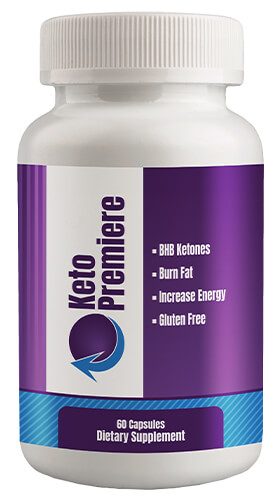 Keto
Premiere
▪ BHB Ketones
▪ Burn Fat
▪ Increase Energy
▪ Gluten Free
60 Capsules
Dietary Supplement